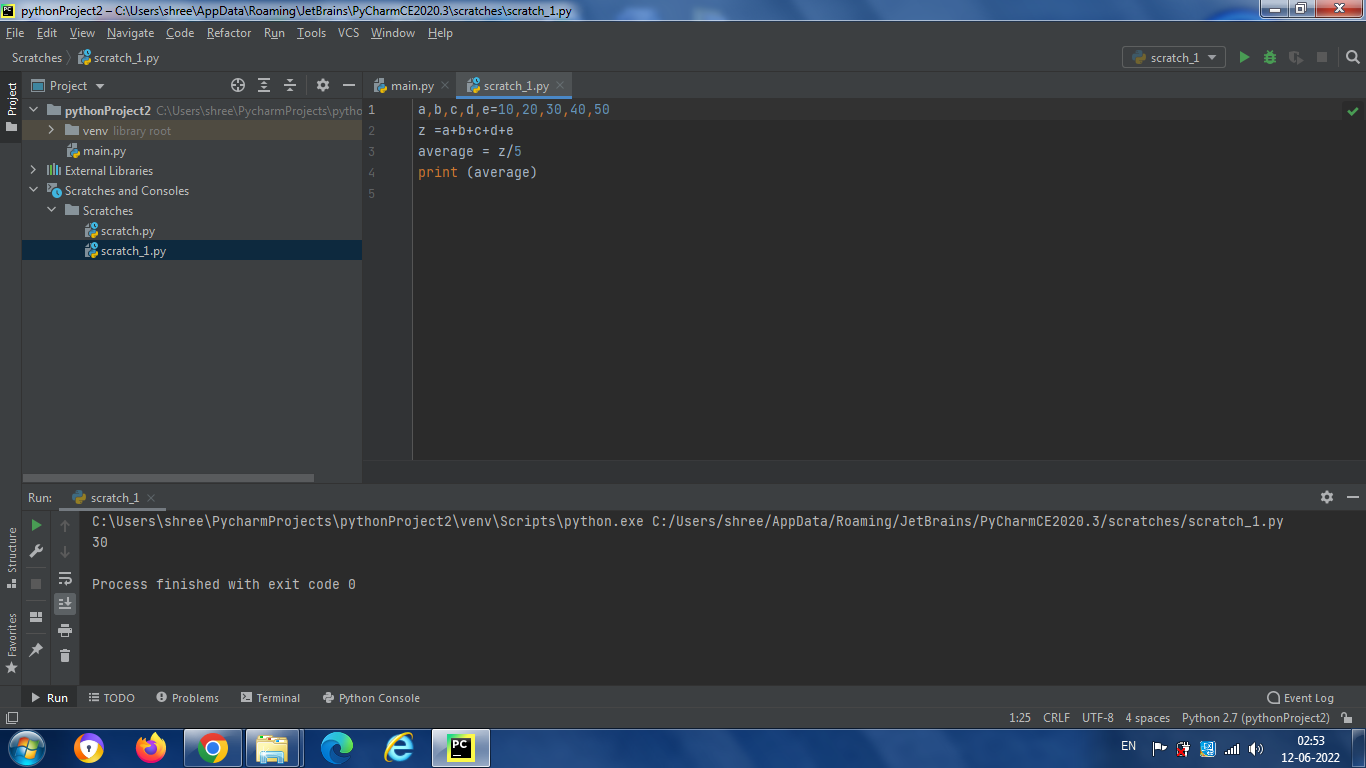 pythonProject2 – C:\Users\shree\AppData\Roaming\JetBrains\PyCharmCE2020.3\scratches\scratch_1.py
File Edit View Navigate Code Refactor Run Tools VCS Window Help
Scratches scratch_1.py
scratch_1
Project
Project
main.py
scratch_1.py
pythonProject2 C:\Users\shree\PycharmProjects\pytho
venv library root
main.py
External Libraries
Scratches and Consoles
Scratches
scratch.py
scratch_1.py
1 a,b,c,d,e=10,20,30,40,50
2 z =a+b+c+d+e
3 average = z/5
4 print (average)
5
Run: scratch_1
C:\Users\shree\PycharmProjects\pythonProject2\venv\Scripts\python.exe C:/Users/shree/AppData/Roaming/JetBrains/PyCharmCE2020.3/scratches/scratch_1.py
30
Process finished with exit code 0
Structure
Favorites
Run TODO Problems Terminal Python Console Event Log
1:25 CRLF UTF-8 4 spaces Python 2.7 (pythonProject2)
PC
EN
02:53
12-06-2022